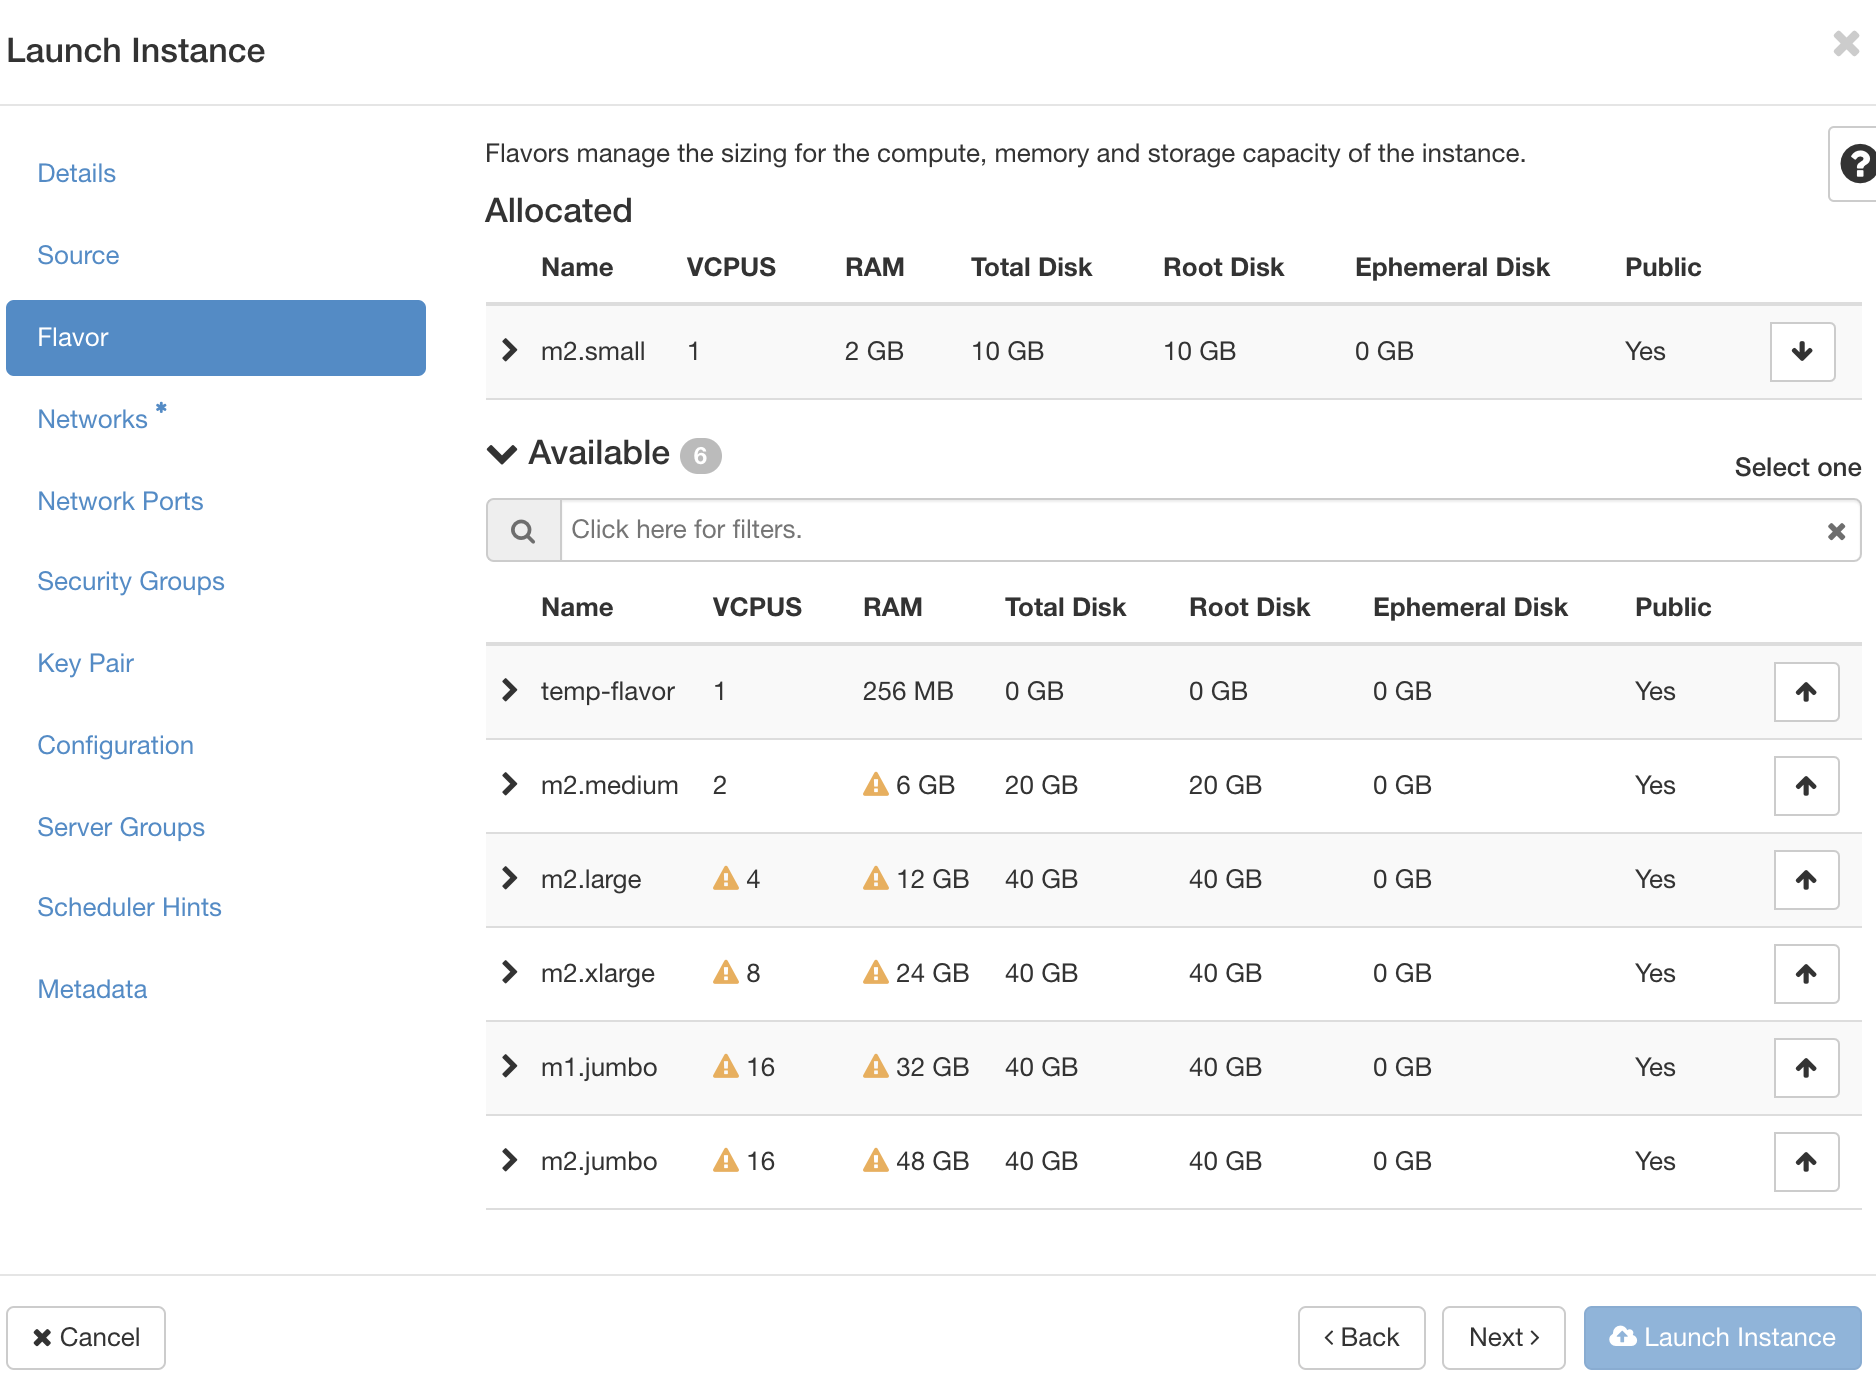 Launch Instance
Details
Source
Flavor
Networks *
Network Ports
Security Groups
Key Pair
Configuration
Server Groups
Scheduler Hints
Metadata
Flavors manage the sizing for the compute, memory and storage capacity of the instance.
Allocated
Name VCPUS RAM Total Disk Root Disk Ephemeral Disk Public
m2.small 1 2 GB 10 GB 10 GB 0 GB Yes
Available 6
Select one
Click here for filters.
Name VCPUS RAM Total Disk Root Disk Ephemeral Disk Public
temp-flavor 1 256 MB 0 GB 0 GB 0 GB Yes
m2.medium 2 6 GB 20 GB 20 GB 0 GB Yes
m2.large 4 12 GB 40 GB 40 GB 0 GB Yes
m2.xlarge 8 24 GB 40 GB 40 GB 0 GB Yes
m1.jumbo 16 32 GB 40 GB 40 GB 0 GB Yes
m2.jumbo 16 48 GB 40 GB 40 GB 0 GB Yes
Cancel
‹ Back
Next ›
Launch Instance